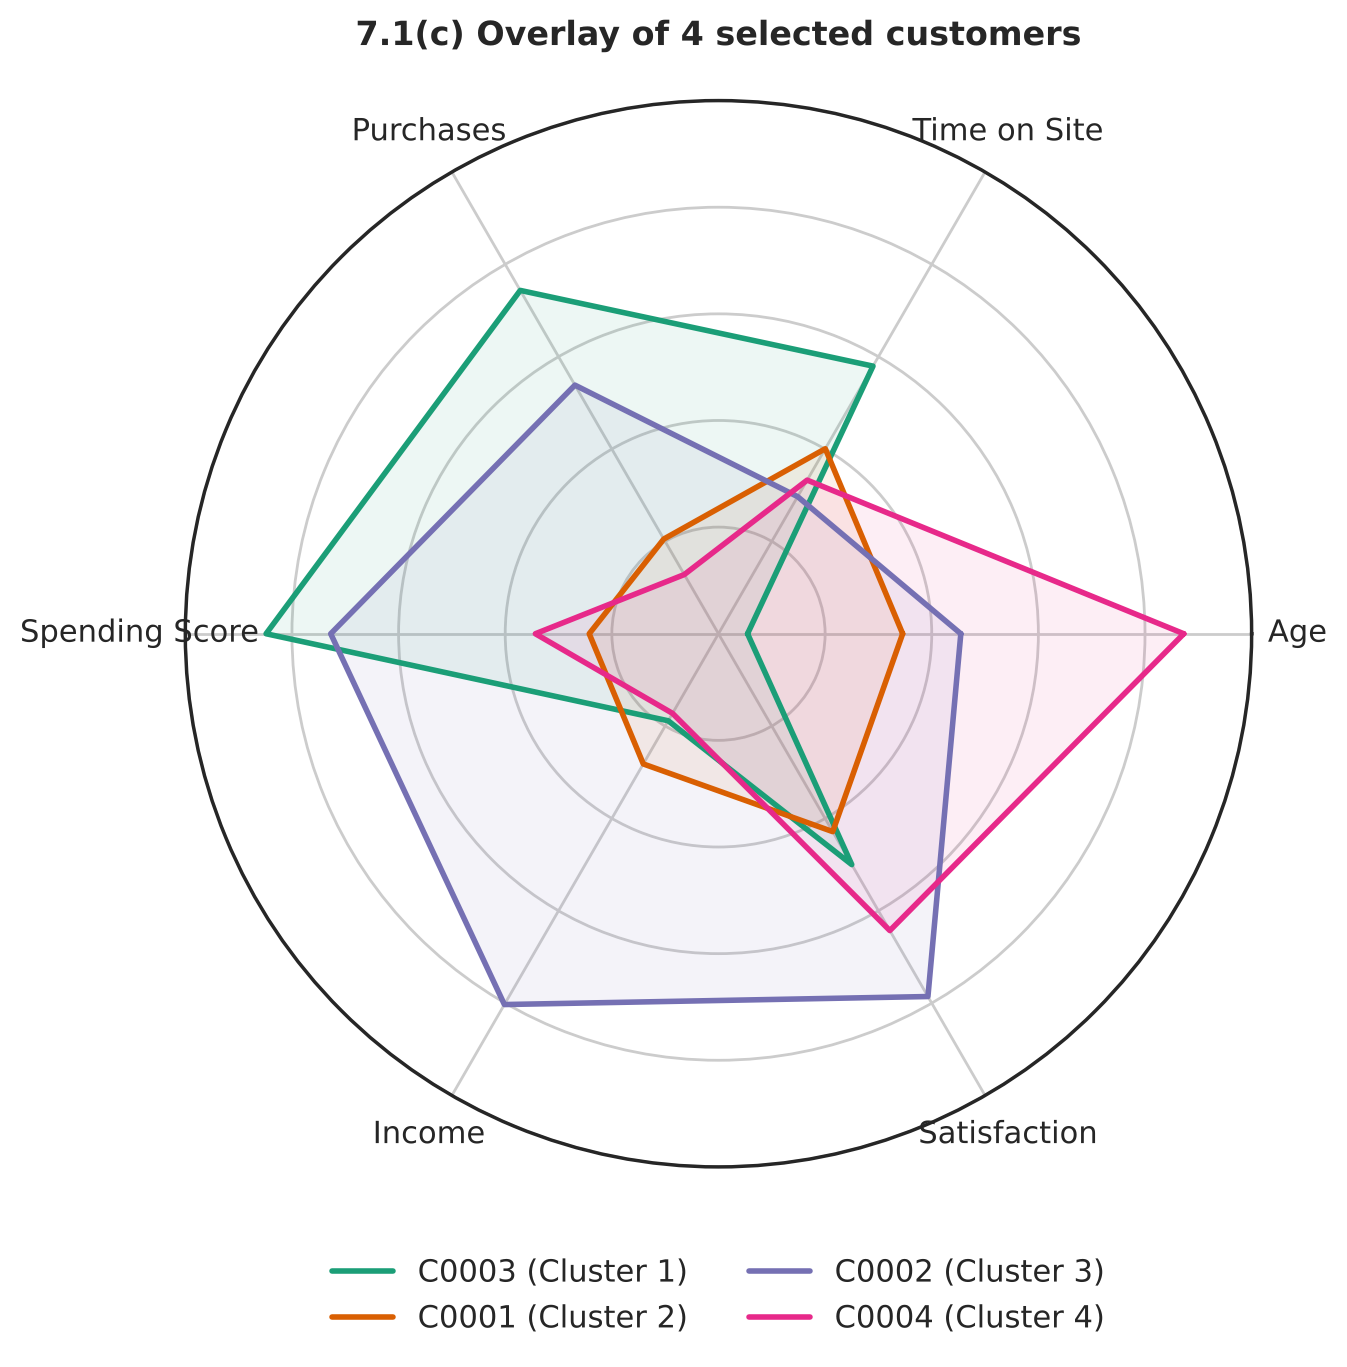 7.1(c) Overlay of 4 selected customers
Purchases
Time on Site
Spending Score
Age
Income
Satisfaction
C0003 (Cluster 1)
C0001 (Cluster 2)
C0002 (Cluster 3)
C0004 (Cluster 4)